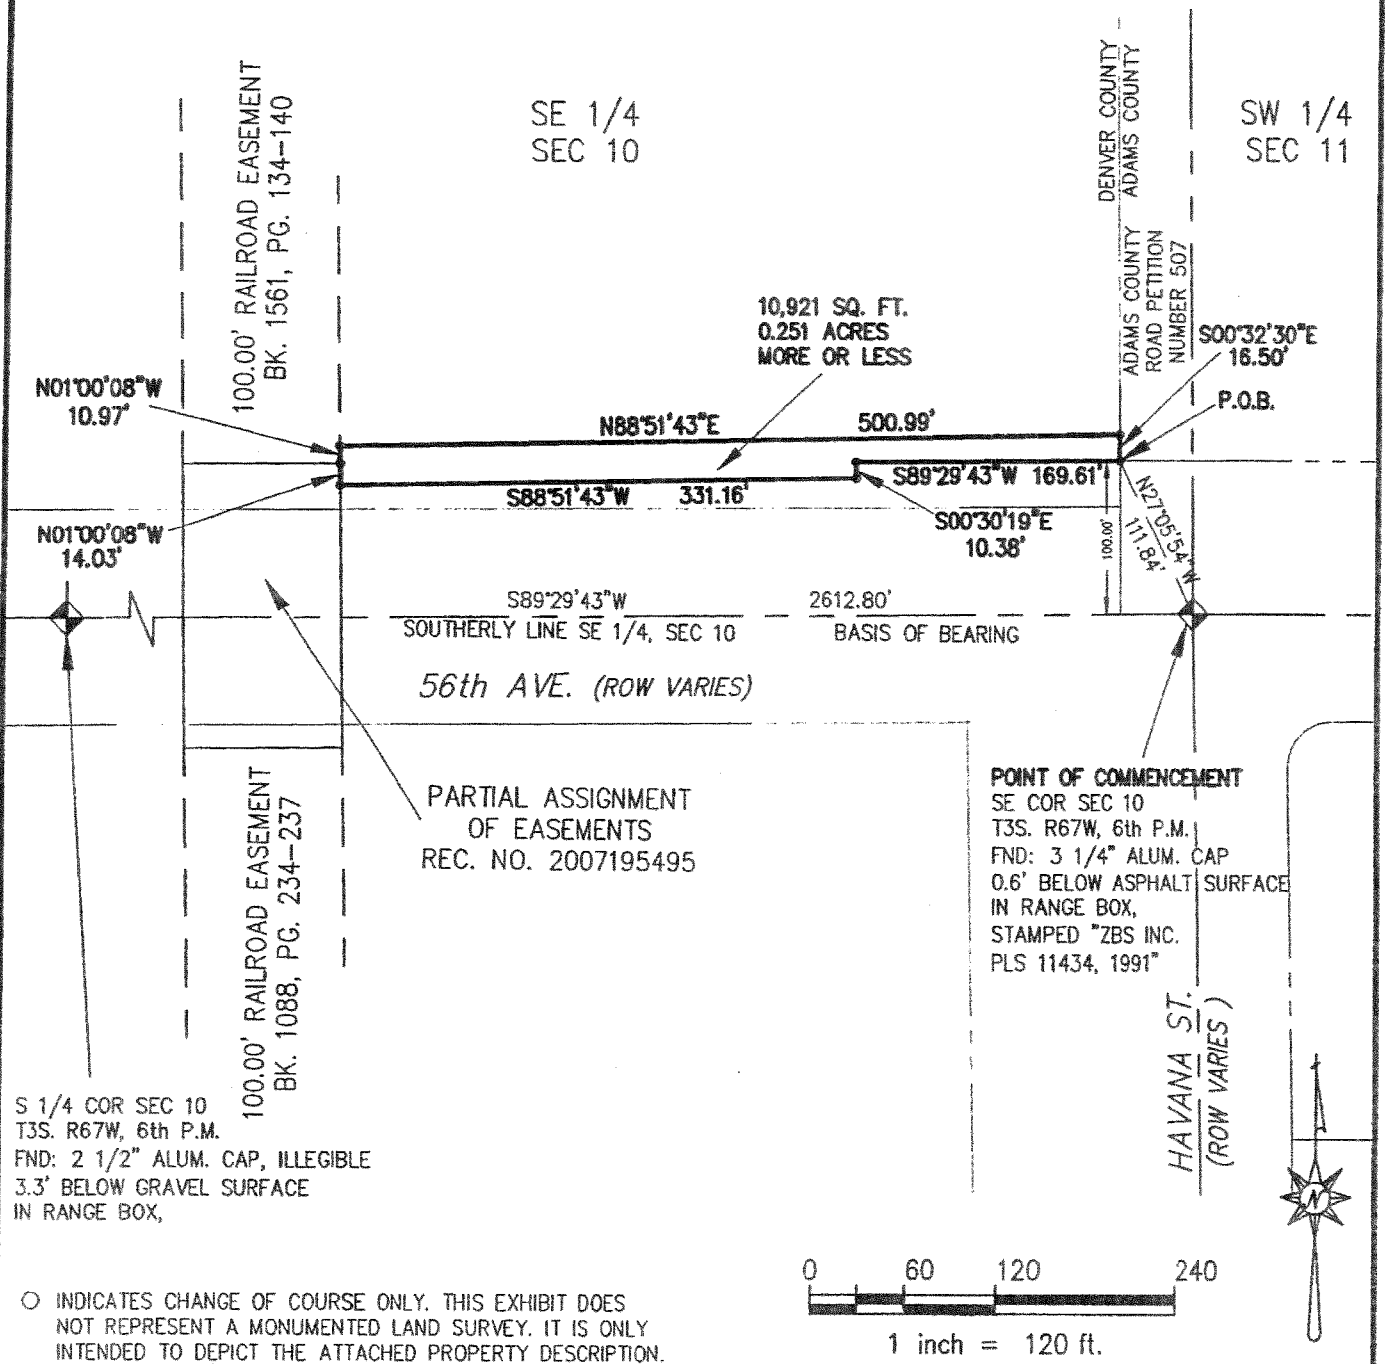 SE 1/4
SEC 10
SW 1/4
SEC 11
DENVER COUNTY
ADAMS COUNTY
100.00' RAILROAD EASEMENT
BK. 1561, PG. 134-140
ADAMS COUNTY
ROAD PETITION
NUMBER 507
10,921 SQ. FT.
0.251 ACRES
MORE OR LESS
S00°32'30"E
16.50'
P.O.B.
N01°00'08"W
10.97'
N88°51'43"E 500.99'
S89°29'43"W 169.61'
S88°51'43"W 331.16'
N27°05'54"W
111.84'
S00°30'19"E
10.38'
100.00'
N01°00'08"W
14.03'
S89°29'43"W 2612.80'
SOUTHERLY LINE SE 1/4, SEC 10 BASIS OF BEARING
56th AVE. (ROW VARIES)
PARTIAL ASSIGNMENT
OF EASEMENTS
REC. NO. 2007195495
100.00' RAILROAD EASEMENT
BK. 1088, PG. 234-237
POINT OF COMMENCEMENT
SE COR SEC 10
T3S. R67W, 6th P.M.
FND: 3 1/4" ALUM. CAP
0.6' BELOW ASPHALT SURFACE
IN RANGE BOX,
STAMPED "ZBS INC.
PLS 11434, 1991"
HAVANA ST.
(ROW VARIES)
S 1/4 COR SEC 10
T3S. R67W, 6th P.M.
FND: 2 1/2" ALUM. CAP, ILLEGIBLE
3.3' BELOW GRAVEL SURFACE
IN RANGE BOX,
N
0 60 120 240
1 inch = 120 ft.
O INDICATES CHANGE OF COURSE ONLY. THIS EXHIBIT DOES
NOT REPRESENT A MONUMENTED LAND SURVEY. IT IS ONLY
INTENDED TO DEPICT THE ATTACHED PROPERTY DESCRIPTION.